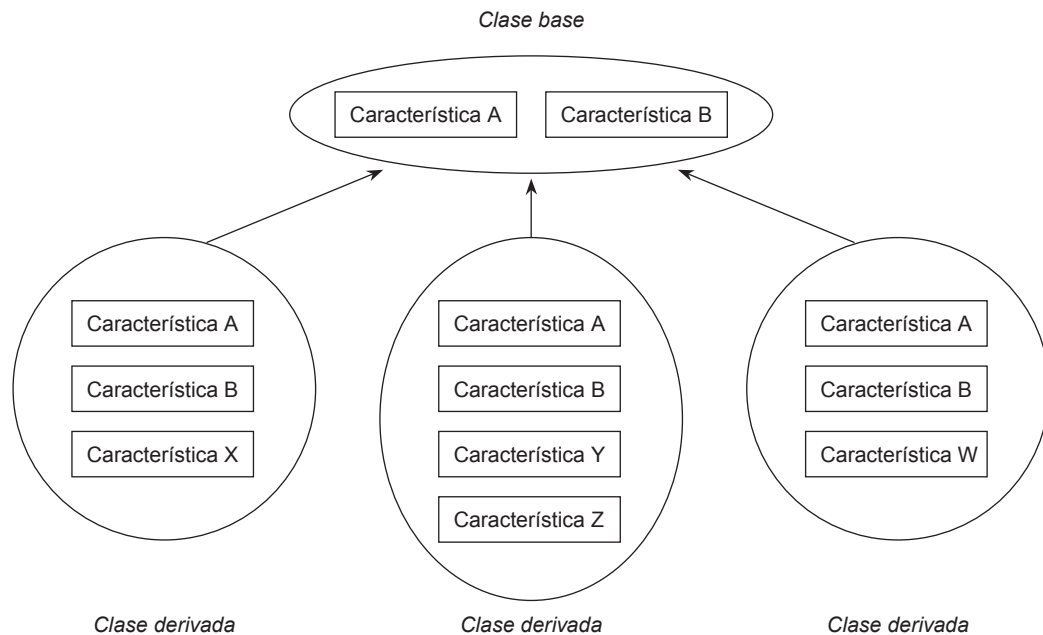 Clase base
Característica A
Característica B
Característica A
Característica B
Característica X
Característica A
Característica B
Característica Y
Característica Z
Característica A
Característica B
Característica W
Clase derivada
Clase derivada
Clase derivada